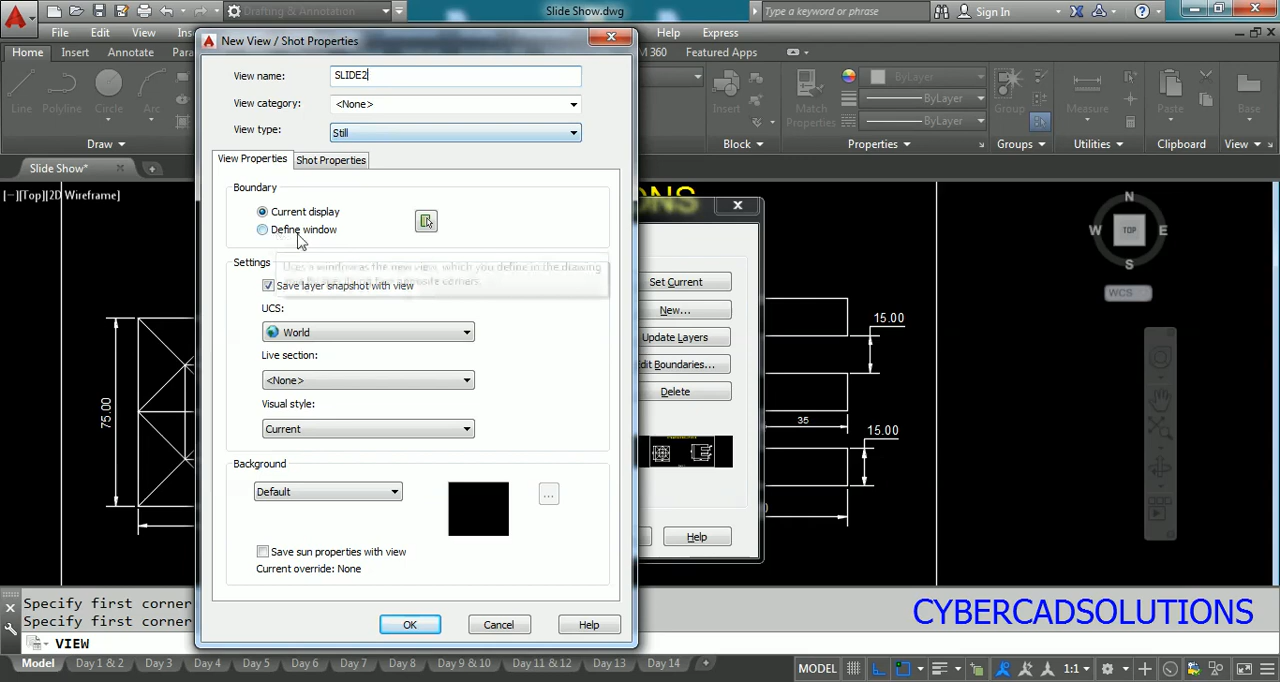 Drafting & Annotation
Slide Show.dwg
Type a keyword or phrase
Sign In
File
Edit
View
Help
Express
Home
Insert
Annotate
M 360
Featured Apps
Line
Polyline
Circle
Arc
Draw
Insert
Block
Match
Properties
ByLayer
ByLayer
ByLayer
Properties
Group
Groups
Measure
Utilities
Paste
Clipboard
Base
View
Slide Show*
[−][Top][2D Wireframe]
New View / Shot Properties
View name:
SLIDE2
View category:
<None>
View type:
Still
View Properties
Shot Properties
Boundary
Current display
Define window
Settings
Save layer snapshot with view
UCS:
World
Live section:
<None>
Visual style:
Current
Background
Default
...
Save sun properties with view
Current override: None
OK
Cancel
Help
Set Current
New...
Update Layers
dit Boundaries...
Delete
Help
ONS
N
W
TOP
E
S
WCS
75.00
15.00
35
15.00
Specify first corner
Specify first corner
VIEW
CYBERCADSOLUTIONS
Model
Day 1 & 2
Day 3
Day 4
Day 5
Day 6
Day 7
Day 8
Day 9 & 10
Day 11 & 12
Day 13
Day 14
MODEL
1:1